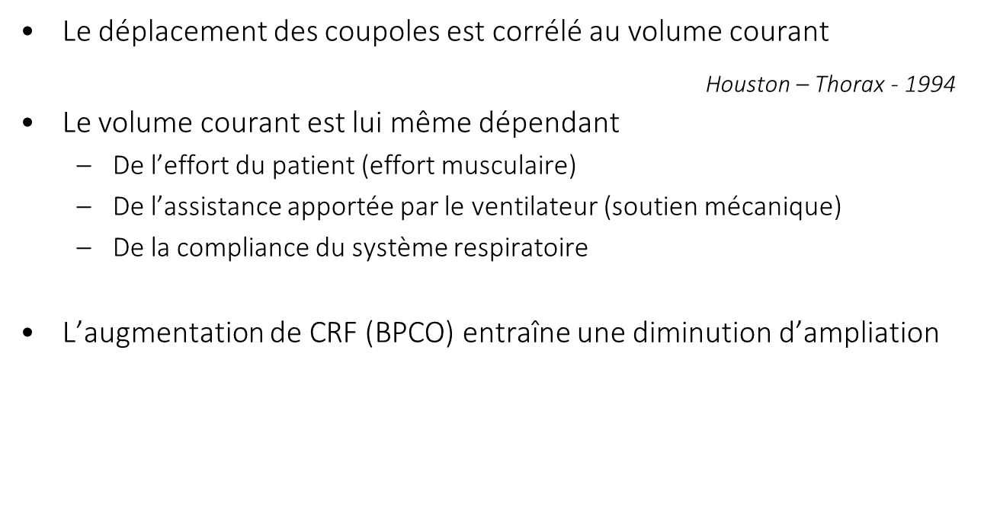 • Le déplacement des coupoles est corrélé au volume courant
Houston – Thorax - 1994
• Le volume courant est lui même dépendant
– De l’effort du patient (effort musculaire)
– De l’assistance apportée par le ventilateur (soutien mécanique)
– De la compliance du système respiratoire
• L’augmentation de CRF (BPCO) entraîne une diminution d’ampliation